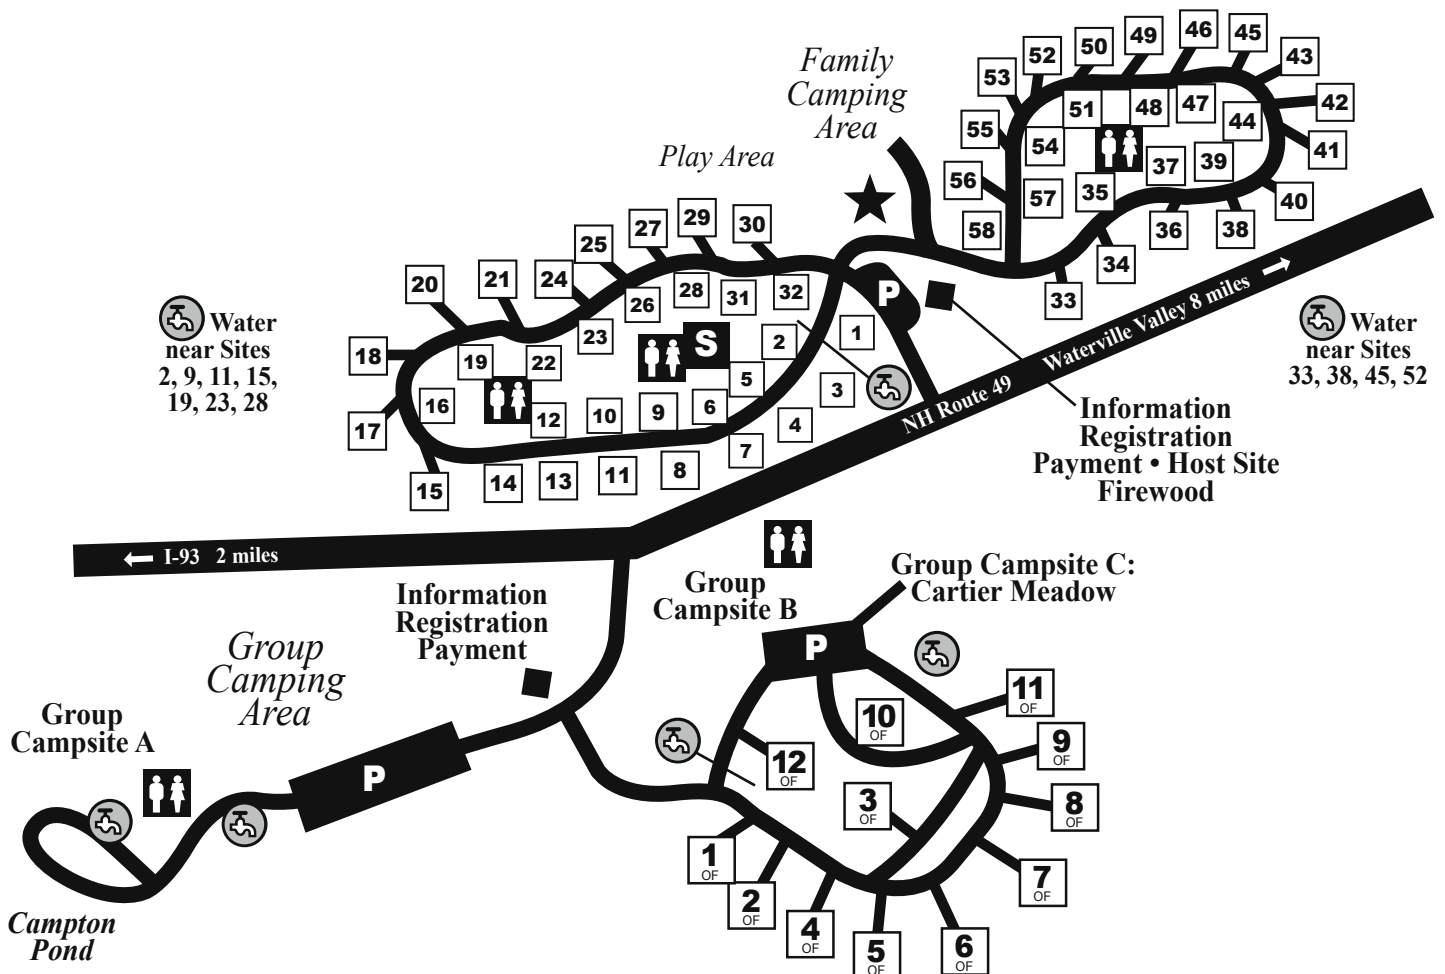 Family
Camping
Area
Play Area
46
45
49
50
43
52
53
42
51
48
47
44
55
54
41
37
39
56
35
57
40
58
36
38
34
33
29
30
27
25
24
21
20
28
31
32
26
23
1
2
P
S
Water
near Sites
2, 9, 11, 15,
19, 23, 28
18
19
22
5
3
16
12
10
9
6
4
17
7
15
14
13
11
8
Water
near Sites
33, 38, 45, 52
NH Route 49 Waterville Valley 8 miles
Information
Registration
Payment • Host Site
Firewood
I-93 2 miles
Group
Campsite B
Group Campsite C:
Cartier Meadow
Information
Registration
Payment
Group
Camping
Area
Group
Campsite A
P
P
11
OF
10
OF
9
OF
12
OF
3
OF
8
OF
1
OF
7
OF
2
OF
4
OF
5
OF
6
OF
Campton
Pond